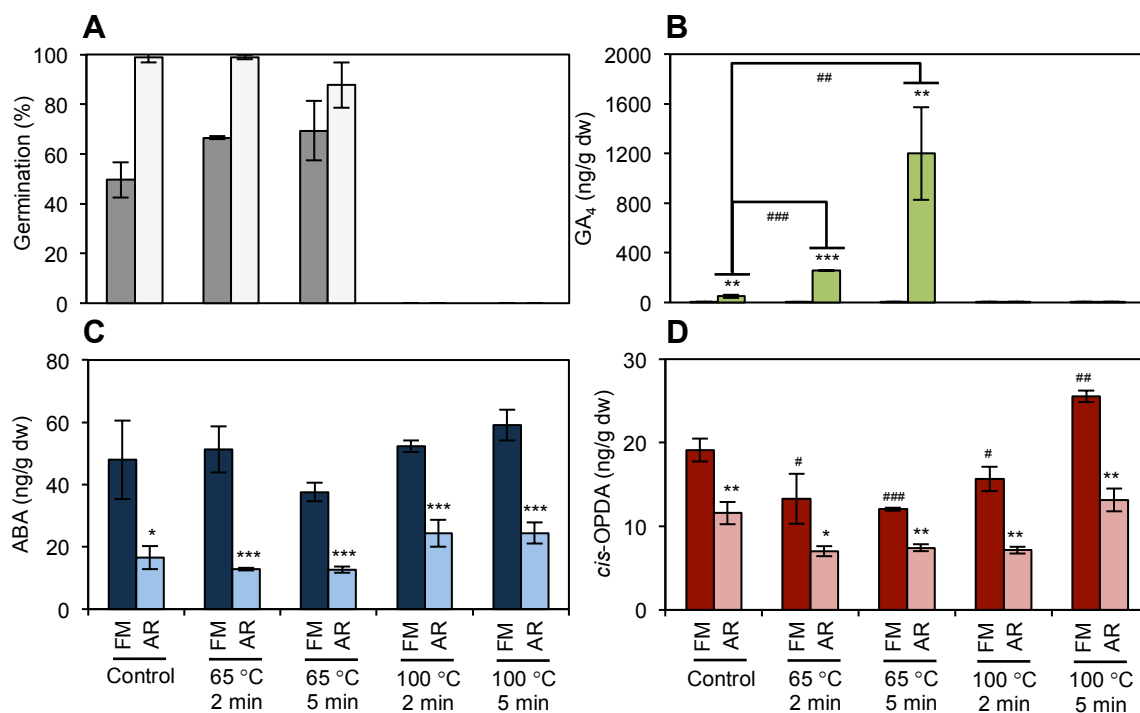 A
Germination (%)
100
80
60
40
20
0
B
GA₄ (ng/g dw)
2000
1600
1200
800
400
0
##
**
###
***
**
C
ABA (ng/g dw)
80
60
40
20
0
*
***
***
***
***
FM AR FM AR FM AR FM AR FM AR
Control 65 °C 65 °C 100 °C 100 °C
2 min 5 min 2 min 5 min
D
cis-OPDA (ng/g dw)
30
20
10
0
**
#
*
###
**
#
**
##
**
FM AR FM AR FM AR FM AR FM AR
Control 65 °C 65 °C 100 °C 100 °C
2 min 5 min 2 min 5 min